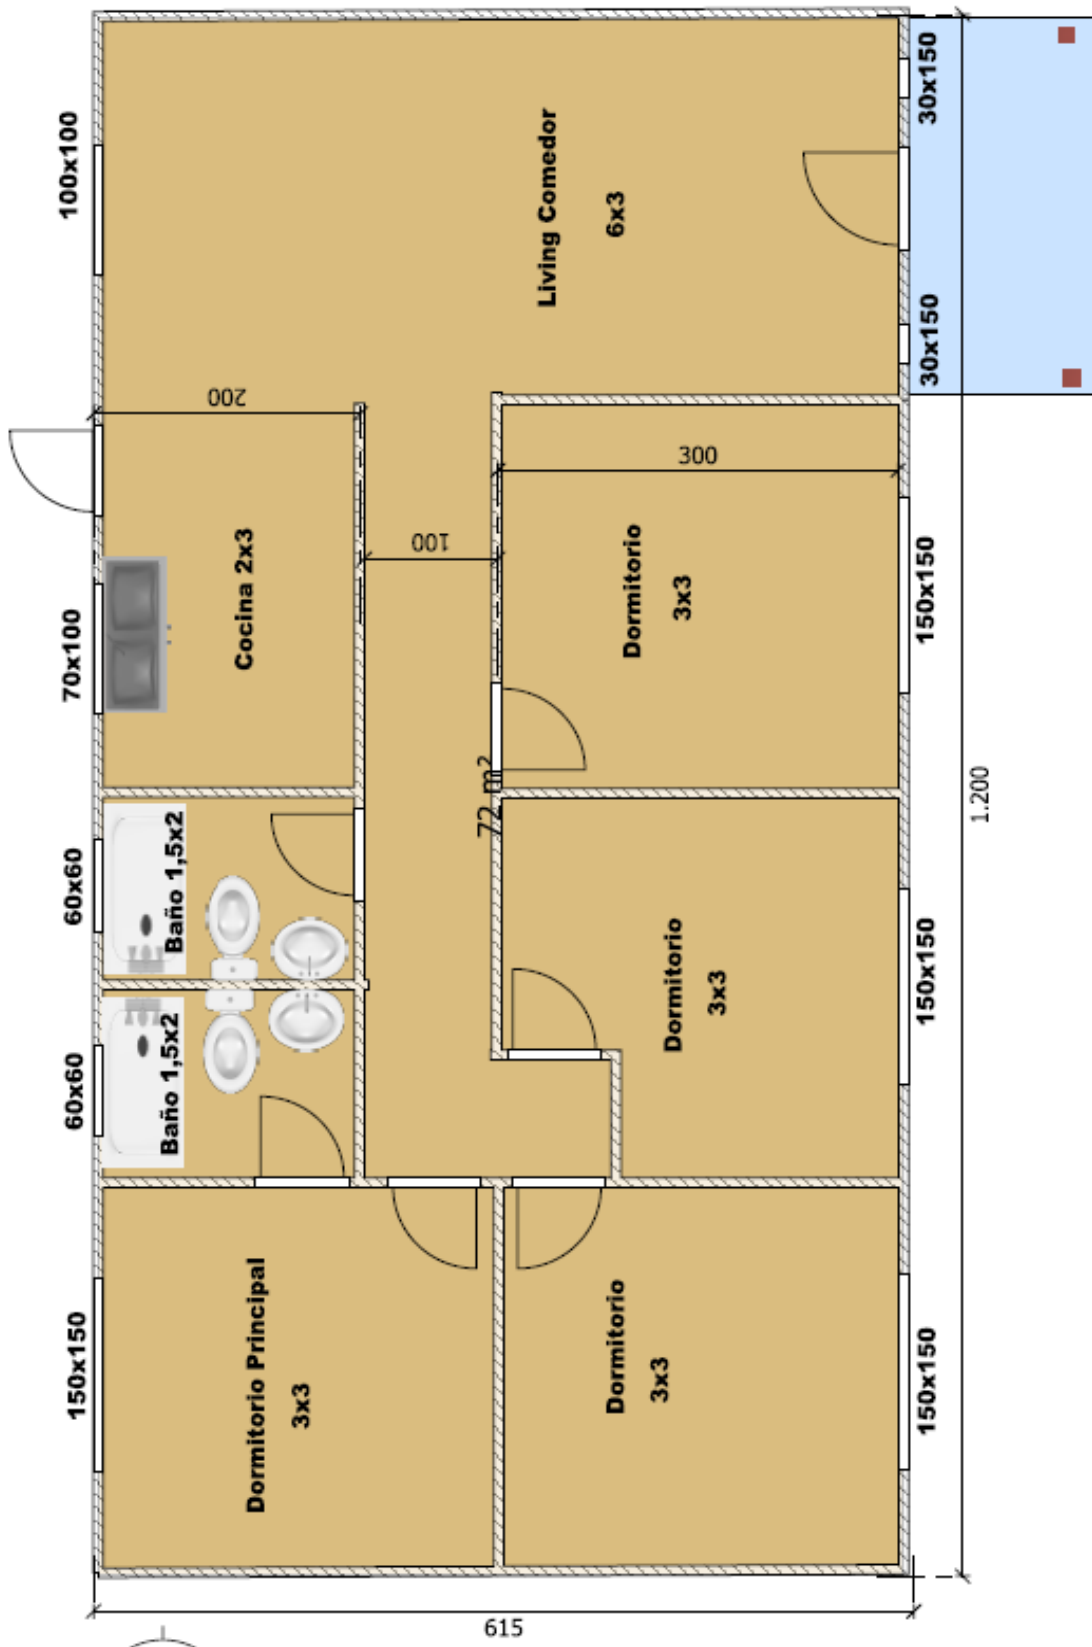 100x100
70x100
60x60
60x60
150x150
30x150
30x150
150x150
150x150
150x150
Living Comedor
6x3
200
Cocina 2x3
100
300
Dormitorio
3x3
72 m²
Baño 1,5x2
Baño 1,5x2
Dormitorio
3x3
Dormitorio Principal
3x3
Dormitorio
3x3
1.200
615